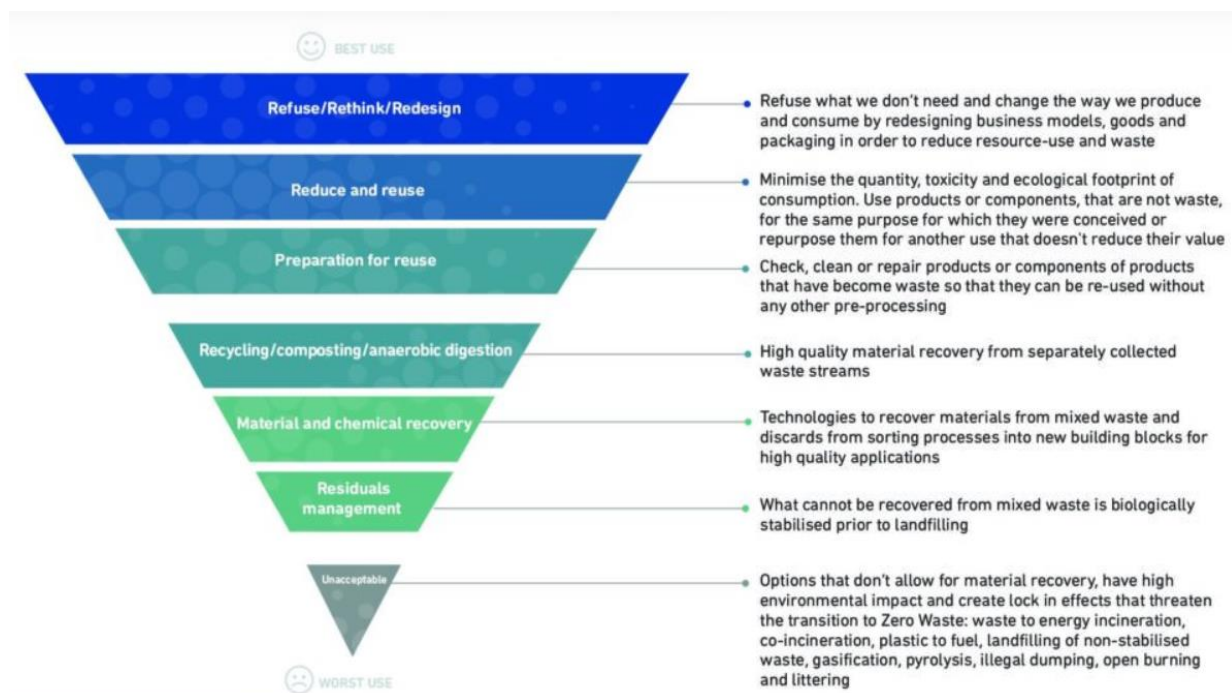 BEST USE
Refuse/Rethink/Redesign
Refuse what we don't need and change the way we produce
and consume by redesigning business models, goods and
packaging in order to reduce resource-use and waste
Reduce and reuse
Minimise the quantity, toxicity and ecological footprint of
consumption. Use products or components, that are not waste,
for the same purpose for which they were conceived or
repurpose them for another use that doesn't reduce their value
Preparation for reuse
Check, clean or repair products or components of products
that have become waste so that they can be re-used without
any other pre-processing
Recycling/composting/anaerobic digestion
High quality material recovery from separately collected
waste streams
Material and chemical recovery
Technologies to recover materials from mixed waste and
discards from sorting processes into new building blocks for
high quality applications
Residuals
management
What cannot be recovered from mixed waste is biologically
stabilised prior to landfilling
Unacceptable
Options that don't allow for material recovery, have high
environmental impact and create lock in effects that threaten
the transition to Zero Waste: waste to energy incineration,
co-incineration, plastic to fuel, landfilling of non-stabilised
waste, gasification, pyrolysis, illegal dumping, open burning
and littering
WORST USE